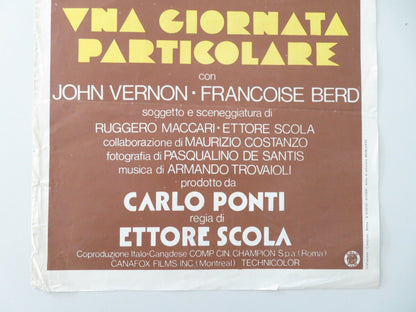 VNA GIORNATA
PARTICOLARE
con
JOHN VERNON • FRANCOISE BERD
soggetto e sceneggiatura di
RUGGERO MACCARI • ETTORE SCOLA
collaborazione di MAURIZIO COSTANZO
fotografia di PASQUALINO DE SANTIS
musica di ARMANDO TROVAIOLI
prodotto da
CARLO PONTI
regia di
ETTORE SCOLA
Coproduzione Italo-Canadese COMP. CIN. CHAMPION S.p.a. (Roma)
CANAFOX FILMS INC. (Montreal) TECHNICOLOR